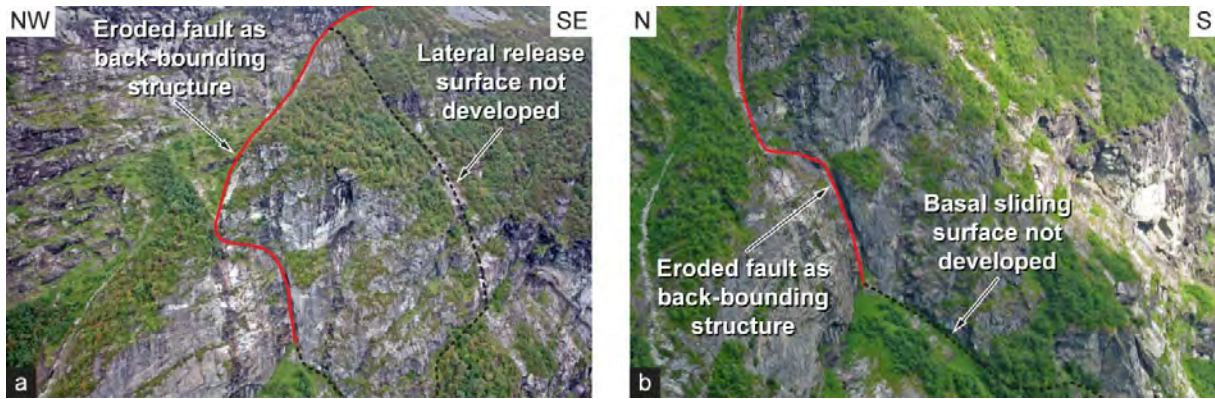 NW
SE
Eroded fault as
back-bounding
structure
Lateral release
surface not
developed
a
N
S
Eroded fault as
back-bounding
structure
Basal sliding
surface not
developed
b